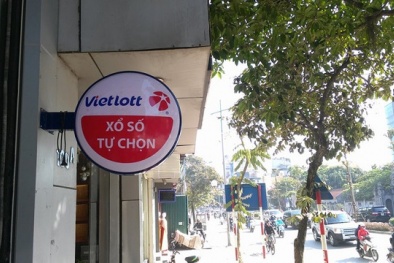 Vietlott
XỔ SỐ
TỰ CHỌN